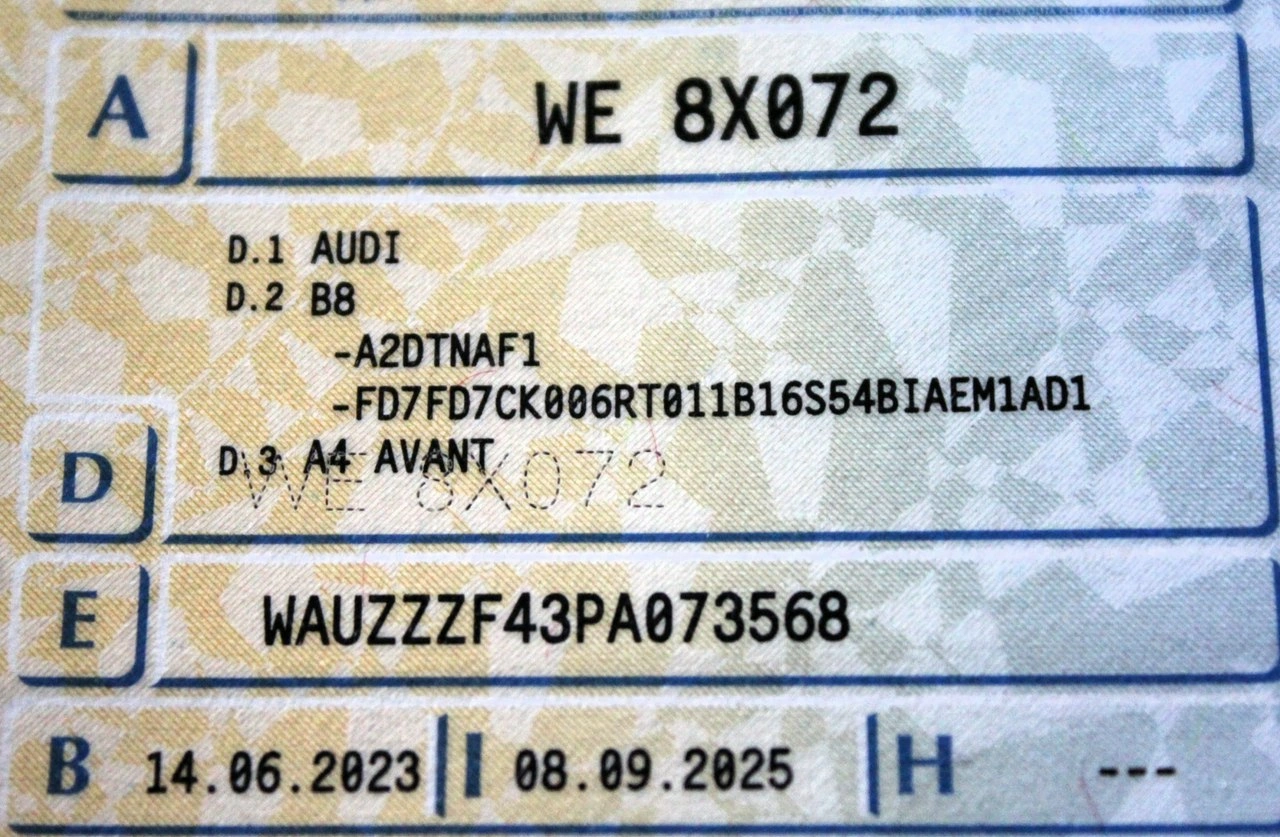 A WE 8X072
D.1 AUDI
D.2 B8
-A2DTNAF1
-FD7FD7CK006RT011B16S54BIAEM1AD1
D.3 A4 AVANT
D WE 8X072
E WAUZZZF43PA073568
B 14.06.2023 I 08.09.2025 H ---